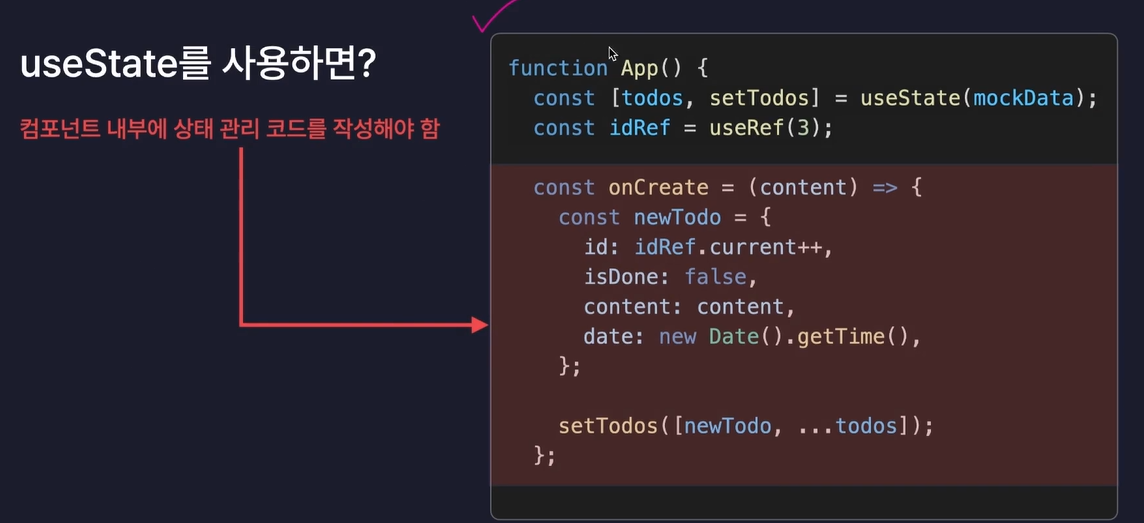 useState를 사용하면?
컴포넌트 내부에 상태 관리 코드를 작성해야 함
function App() {
  const [todos, setTodos] = useState(mockData);
  const idRef = useRef(3);
  const onCreate = (content) => {
    const newTodo = {
      id: idRef.current++,
      isDone: false,
      content: content,
      date: new Date().getTime(),
    };
    setTodos([newTodo, ...todos]);
  };